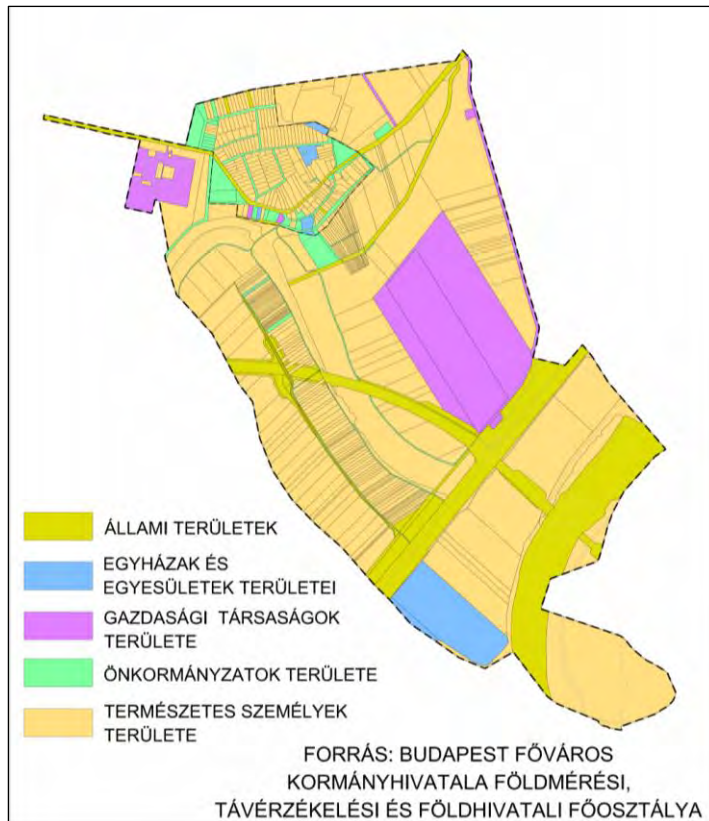 ÁLLAMI TERÜLETEK
EGYHÁZAK ÉS
EGYESÜLETEK TERÜLETEI
GAZDASÁGI TÁRSASÁGOK
TERÜLETE
ÖNKORMÁNYZATOK TERÜLETE
TERMÉSZETES SZEMÉLYEK
TERÜLETE
FORRÁS: BUDAPEST FŐVÁROS
KORMÁNYHIVATALA FÖLDMÉRÉSI,
TÁVÉRZÉKELÉSI ÉS FÖLDHIVATALI FŐOSZTÁLYA